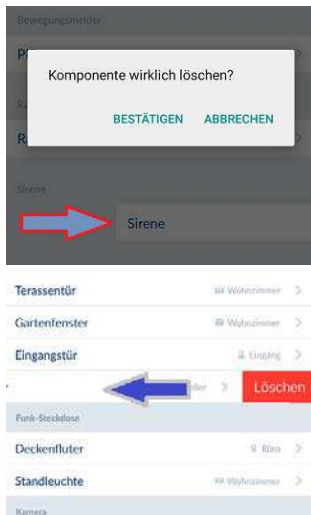 Bewegungsmelder
Komponente wirklich löschen?
BESTÄTIGEN ABBRECHEN
Sirene
Sirene
Terassentür Wohnzimmer
Gartenfenster Wohnzimmer
Eingangstür Eingang
Löschen
Funk-Steckdose
Deckenfluter Büro
Standleuchte Wohnzimmer
Kamera